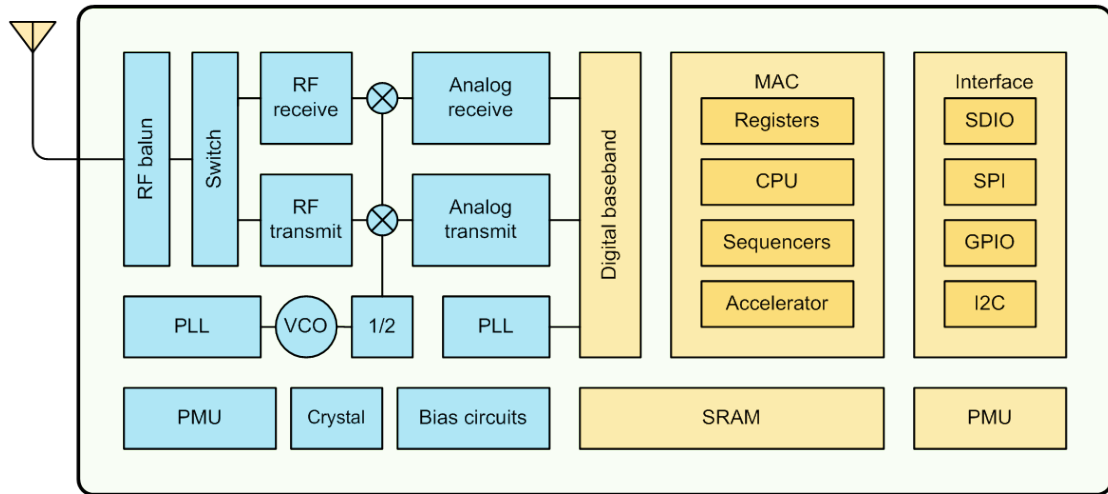 RF balun
Switch
RF
receive
Analog
receive
RF
transmit
Analog
transmit
PLL
VCO
1/2
PLL
Digital baseband
MAC
Registers
CPU
Sequencers
Accelerator
Interface
SDIO
SPI
GPIO
I2C
PMU
Crystal
Bias circuits
SRAM
PMU